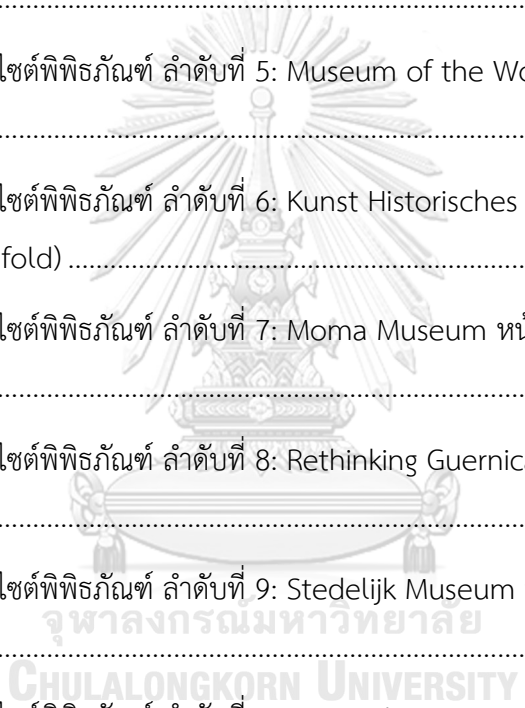 ...............................................................
ไซต์พิพิธภัณฑ์ ลำดับที่ 5: Museum of the Wo
...............................................................
ไซต์พิพิธภัณฑ์ ลำดับที่ 6: Kunst Historisches
fold) .......................................................
ไซต์พิพิธภัณฑ์ ลำดับที่ 7: Moma Museum หน้
...............................................................
ไซต์พิพิธภัณฑ์ ลำดับที่ 8: Rethinking Guernica
...............................................................
ไซต์พิพิธภัณฑ์ ลำดับที่ 9: Stedelijk Museum
จุฬาลงกรณ์มหาวิทยาลัย
...............................................................
CHULALONGKORN UNIVERSITY